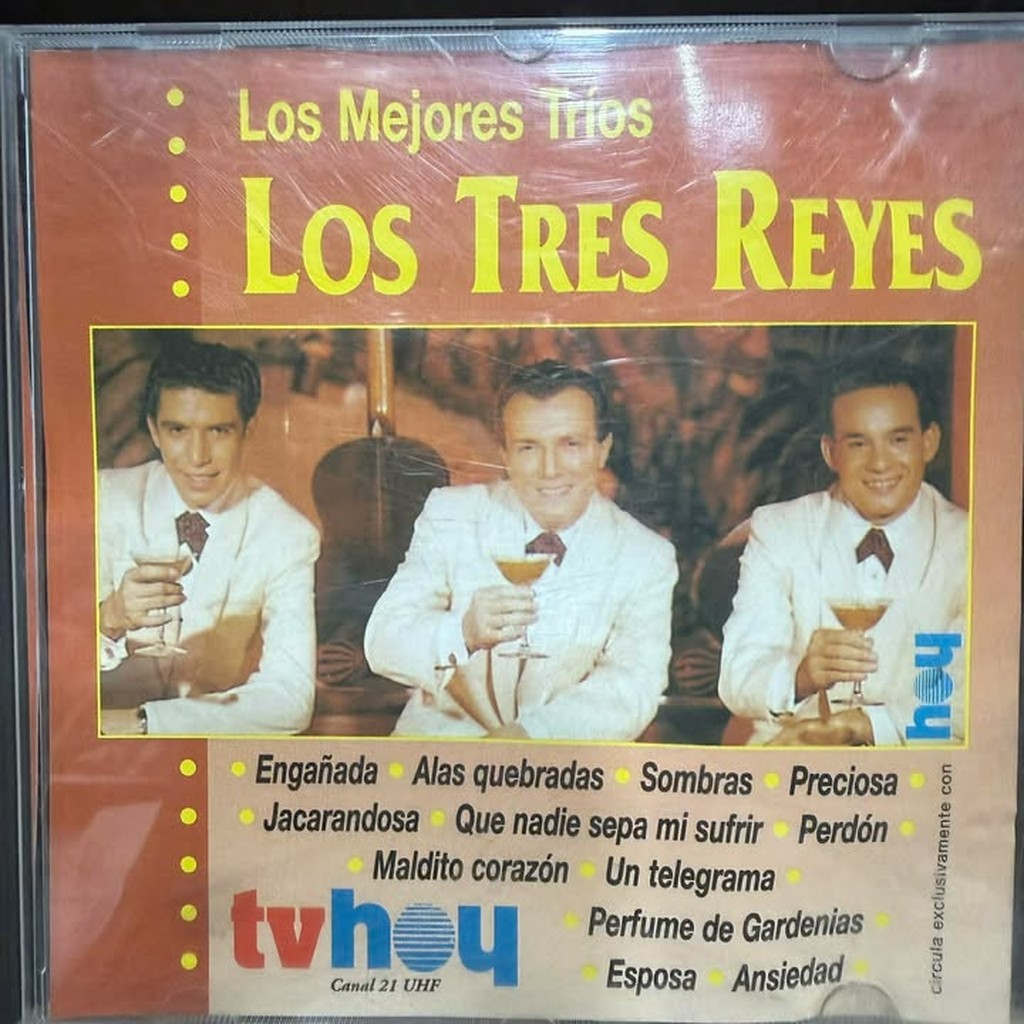 Los Mejores Tríos
LOS TRES REYES
hoy
Engañada • Alas quebradas • Sombras • Preciosa •
• Jacarandosa • Que nadie sepa mi sufrir • Perdón •
• Maldito corazón • Un telegrama •
• Perfume de Gardenias •
• Esposa • Ansiedad •
tvhoy
Canal 21 UHF
circula exclusivamente con